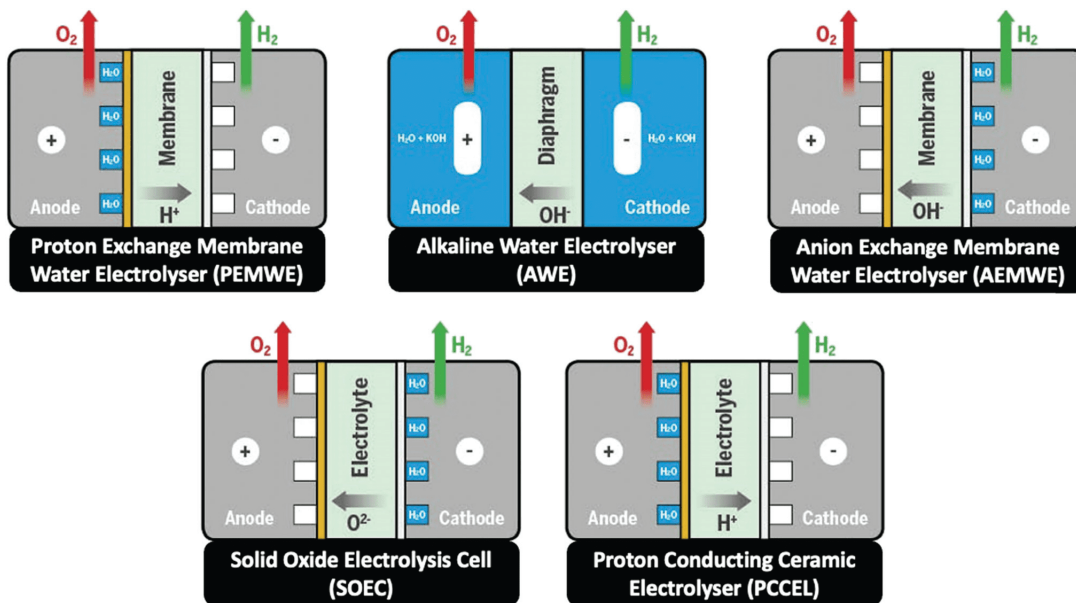 O₂
H₂
H₂O
H₂O
H₂O
H₂O
+
Membrane
-
Anode
H⁺
Cathode
Proton Exchange Membrane
Water Electrolyser (PEMWE)
O₂
H₂
H₂O + KOH
+
Diaphragm
-
H₂O + KOH
Anode
OH⁻
Cathode
Alkaline Water Electrolyser
(AWE)
O₂
H₂
+
Membrane
H₂O
H₂O
H₂O
H₂O
-
Anode
OH⁻
Cathode
Anion Exchange Membrane
Water Electrolyser (AEMWE)
O₂
H₂
+
Electrolyte
H₂O
H₂O
H₂O
H₂O
-
Anode
O²⁻
Cathode
Solid Oxide Electrolysis Cell
(SOEC)
O₂
H₂
+
H₂O
H₂O
H₂O
H₂O
Electrolyte
-
Anode
H⁺
Cathode
Proton Conducting Ceramic
Electrolyser (PCCEL)